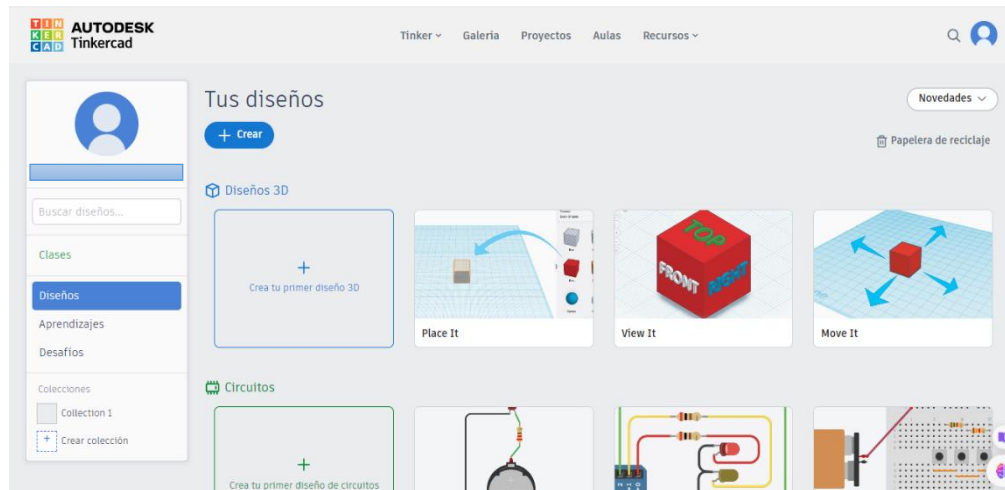 TIN
KER
CAD
AUTODESK
Tinkercad
Tinker Galería Proyectos Aulas Recursos
Tus diseños
Novedades
+ Crear
Papelera de reciclaje
Buscar diseños...
Clases
Diseños
Aprendizajes
Desafíos
Colecciones
Collection 1
+ Crear colección
Diseños 3D
+
Crea tu primer diseño 3D
Place It
TOP
FRONT
RIGHT
View It
Move It
Circuitos
+
Crea tu primer diseño de circuitos